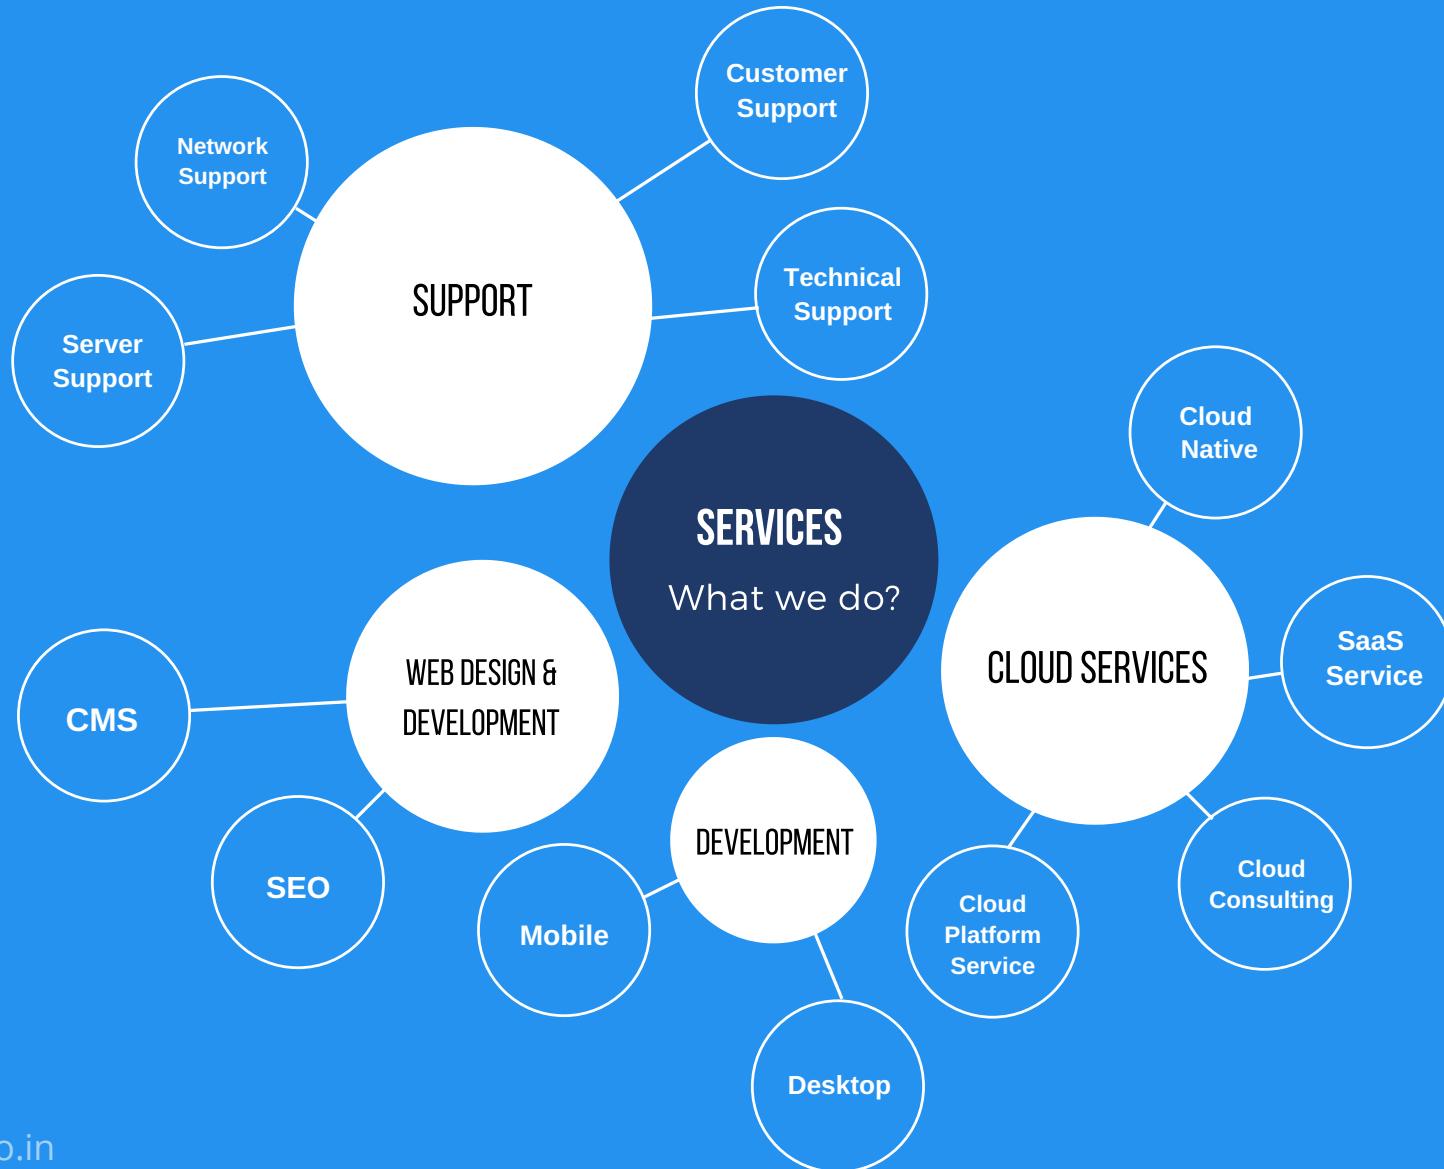 Customer
Support
Network
Support
SUPPORT
Technical
Support
Server
Support
Cloud
Native
SERVICES
What we do?
CLOUD SERVICES
SaaS
Service
WEB DESIGN &
DEVELOPMENT
CMS
SEO
DEVELOPMENT
Mobile
Cloud
Platform
Service
Cloud
Consulting
Desktop
o.in